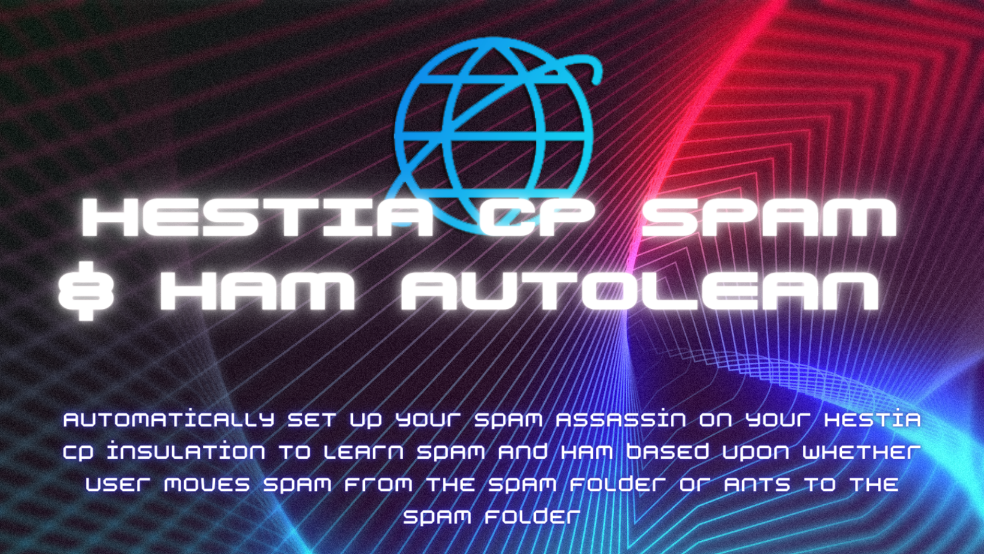 HESTIA CP SPAM
& HAM AUTOLEAN
AUTOMATICALLY SET UP YOUR SPAM ASSASSIN ON YOUR HESTIA
CP INSULATION TO LEARN SPAM AND HAM BASED UPON WHETHER
USER MOVES SPAM FROM THE SPAM FOLDER OR ANTS TO THE
SPAM FOLDER